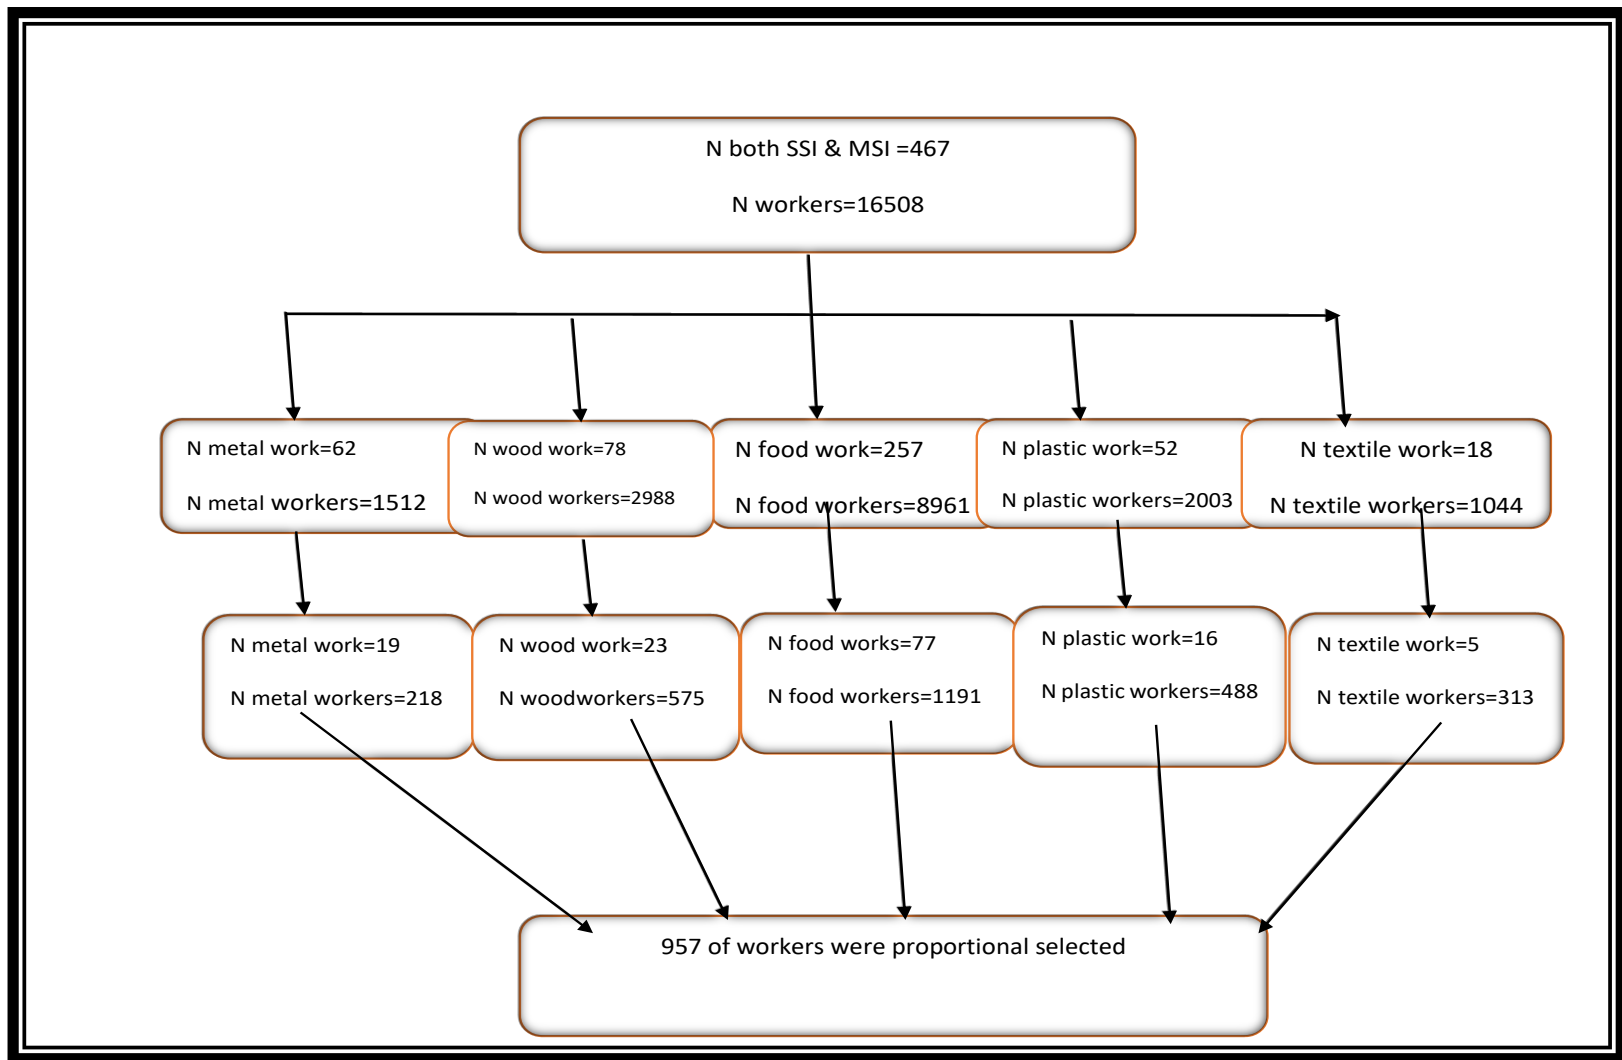 N both SSI & MSI =467
N workers=16508
N metal work=62
N metal workers=1512
N wood work=78
N wood workers=2988
N food work=257
N food workers=8961
N plastic work=52
N plastic workers=2003
N textile work=18
N textile workers=1044
N metal work=19
N metal workers=218
N wood work=23
N woodworkers=575
N food works=77
N food workers=1191
N plastic work=16
N plastic workers=488
N textile work=5
N textile workers=313
957 of workers were proportional selected